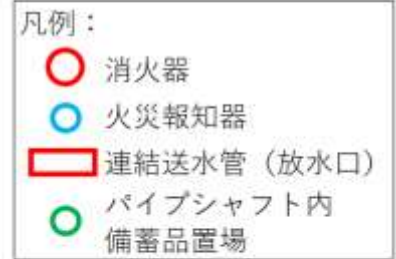 凡例：
消火器
火災報知器
連結送水管（放水口）
パイプシャフト内
備蓄品置場